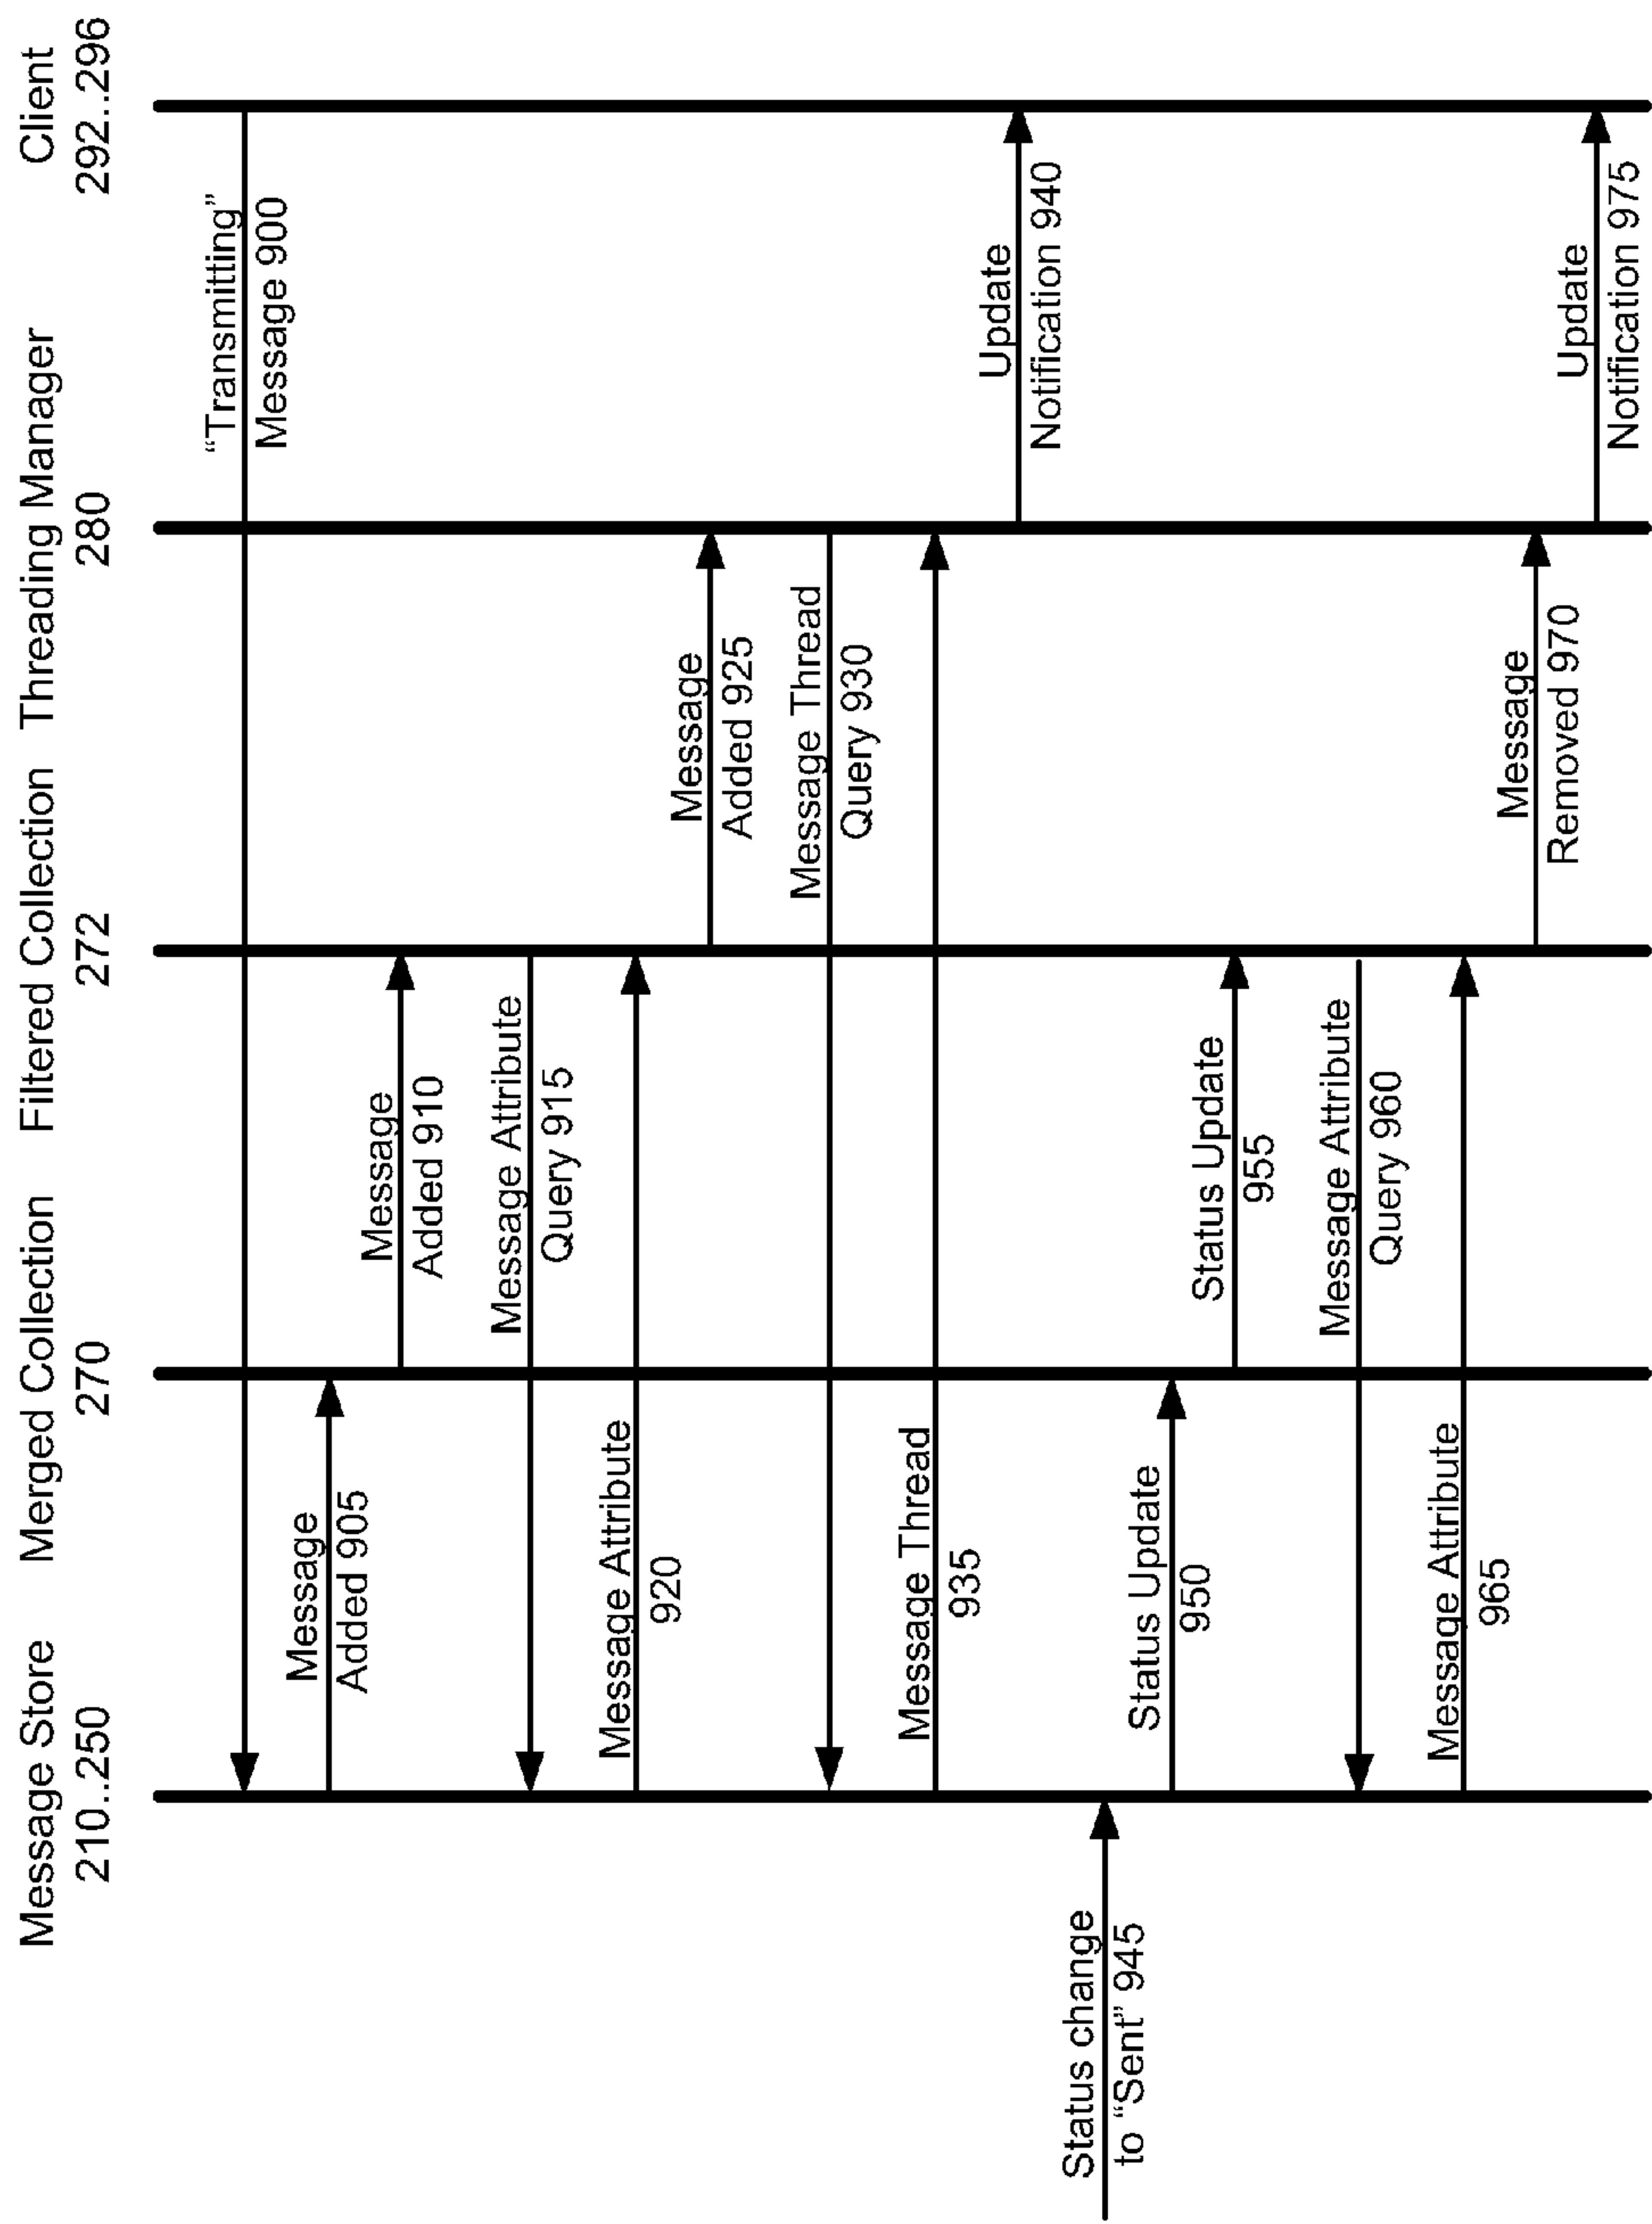 Message Store
210..250
Merged Collection
270
Filtered Collection
272
Threading Manager
280
Client
292..296
“Transmitting”
Message 900
Message
Added 905
Message
Added 910
Message Attribute
Query 915
Message Attribute
920
Message
Added 925
Message Thread
Query 930
Message Thread
935
Update
Notification 940
Status change
to “Sent” 945
Status Update
950
Status Update
955
Message Attribute
Query 960
Message Attribute
965
Message
Removed 970
Update
Notification 975